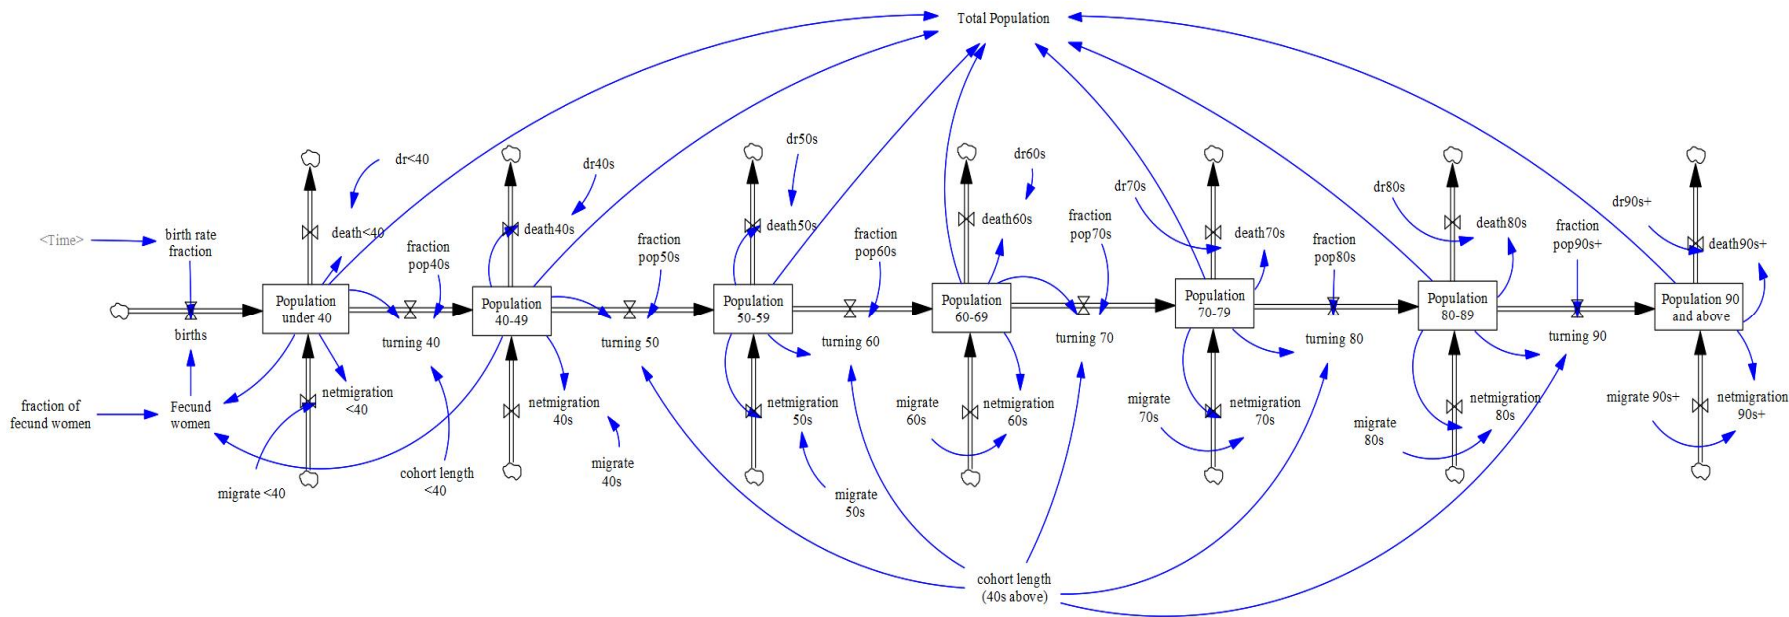 Total Population
dr<40
dr40s
dr50s
dr60s
dr70s
dr80s
dr90s+
<Time>
birth rate
fraction
death<40
fraction
pop40s
death40s
fraction
pop50s
death50s
fraction
pop60s
death60s
fraction
pop70s
death70s
fraction
pop80s
death80s
fraction
pop90s+
death90s+
Population
under 40
Population
40-49
Population
50-59
Population
60-69
Population
70-79
Population
80-89
Population 90
and above
births
turning 40
turning 50
turning 60
turning 70
turning 80
turning 90
fraction of
fecund women
Fecund
women
netmigration
<40
netmigration
40s
netmigration
50s
migrate
60s
netmigration
60s
migrate
70s
netmigration
70s
migrate
80s
netmigration
80s
migrate 90s+
netmigration
90s+
migrate <40
cohort length
<40
migrate
40s
migrate
50s
cohort length
(40s above)